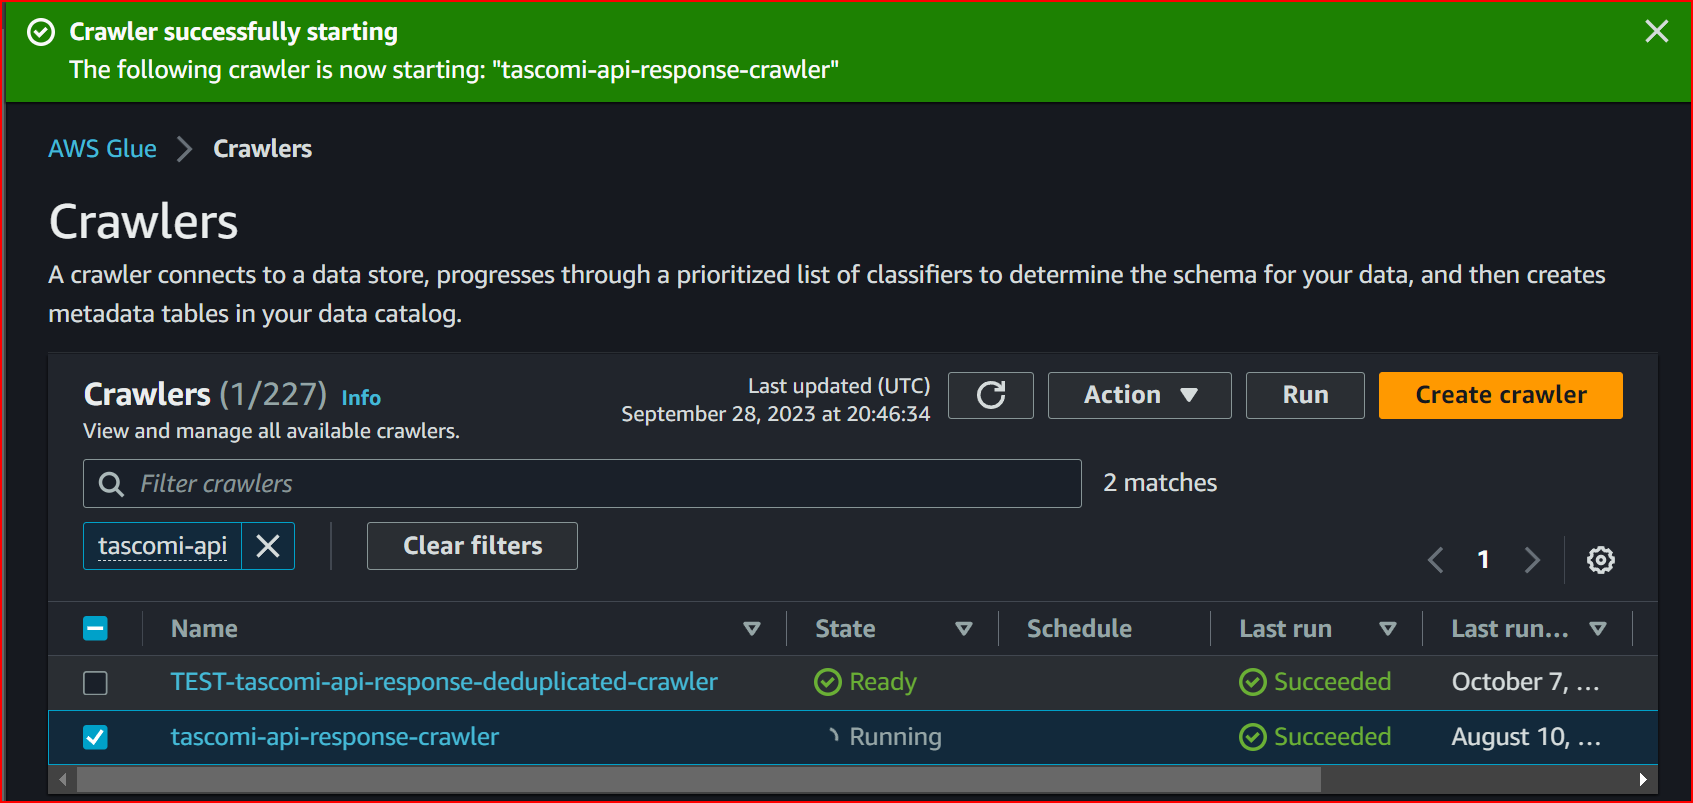 Crawler successfully starting
The following crawler is now starting: "tascomi-api-response-crawler"
AWS Glue Crawlers
Crawlers
A crawler connects to a data store, progresses through a prioritized list of classifiers to determine the schema for your data, and then creates
metadata tables in your data catalog.
Crawlers (1/227) Info
View and manage all available crawlers.
Last updated (UTC)
September 28, 2023 at 20:46:34
Action Run Create crawler
Filter crawlers 2 matches
tascomi-api Clear filters
1
Name State Schedule Last run Last run...
TEST-tascomi-api-response-deduplicated-crawler Ready Succeeded October 7, ...
tascomi-api-response-crawler Running Succeeded August 10, ...